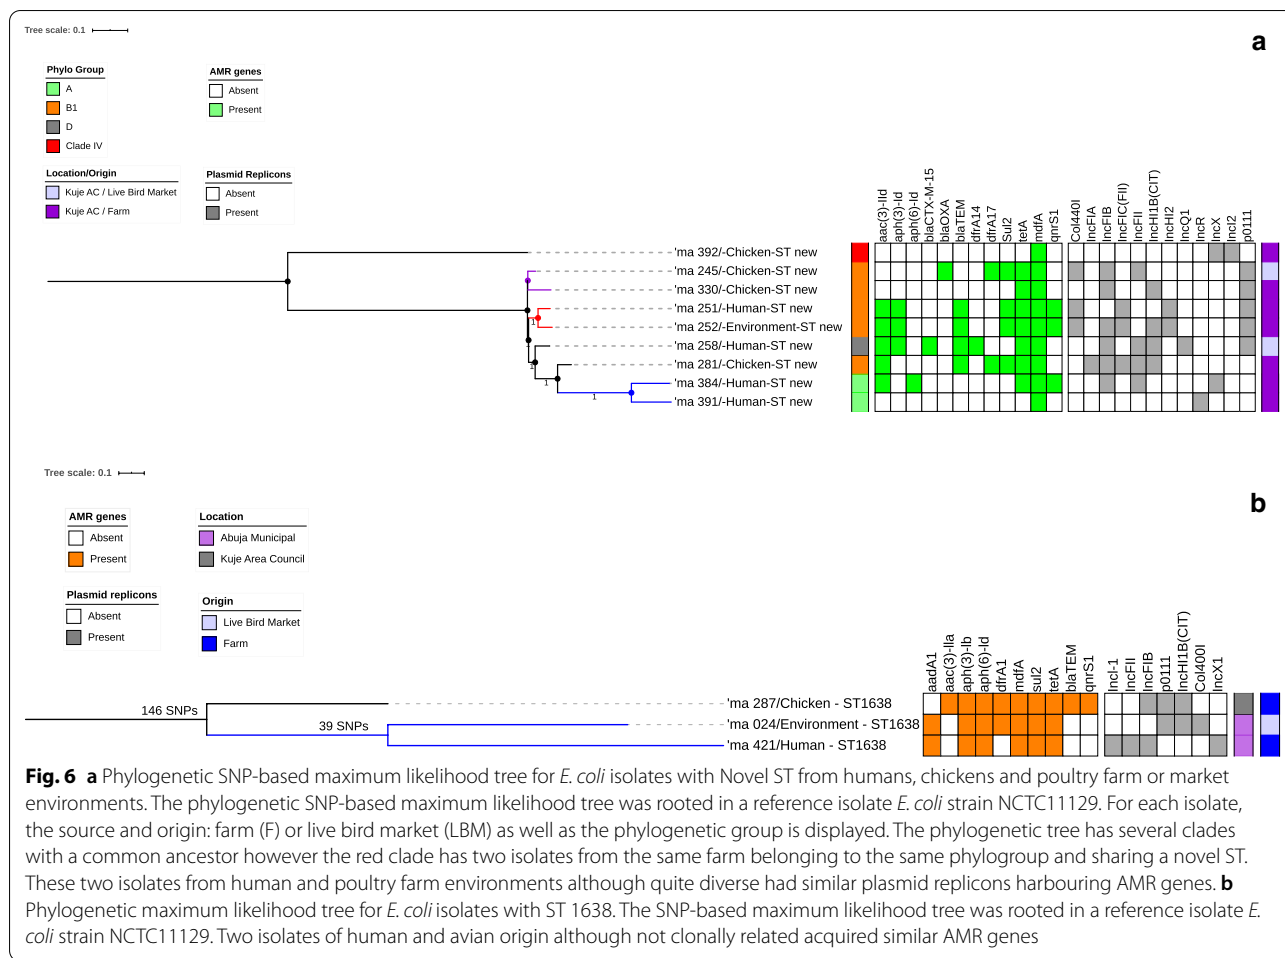 Tree scale: 0.1
a
Phylo Group
A
B1
D
Clade IV
AMR genes
Absent
Present
Location/Origin
Kuje AC / Live Bird Market
Kuje AC / Farm
Plasmid Replicons
Absent
Present
aac(3)-IId
aph(3)-Id
aph(6)-Id
blaCTX-M-15
blaOXA
blaTEM
dfrA14
dfrA17
Sul2
tetA
mdfA
qnrS1
Col440I
IncFIA
IncFIB
IncFIC(FII)
IncFII
IncHI1B(CIT)
IncHI2
IncQ1
IncR
IncX
IncI2
p0111
'ma 392/-Chicken-ST new
'ma 245/-Chicken-ST new
'ma 330/-Chicken-ST new
'ma 251/-Human-ST new
'ma 252/-Environment-ST new
'ma 258/-Human-ST new
'ma 281/-Chicken-ST new
'ma 384/-Human-ST new
'ma 391/-Human-ST new
1
1
1
1
1
Tree scale: 0.1
b
AMR genes
Absent
Present
Location
Abuja Municipal
Kuje Area Council
Plasmid replicons
Absent
Present
Origin
Live Bird Market
Farm
aadA1
aac(3)-IIa
aph(3)-Ib
aph(6)-Id
dfrA1
mdfA
sul2
tetA
blaTEM
qnrS1
IncI-1
IncFII
IncFIB
p0111
IncHI1B(CIT)
Col400I
IncX1
146 SNPs
39 SNPs
'ma 287/Chicken - ST1638
'ma 024/Environment - ST1638
'ma 421/Human - ST1638
Fig. 6 a Phylogenetic SNP-based maximum likelihood tree for E. coli isolates with Novel ST from humans, chickens and poultry farm or market
environments. The phylogenetic SNP-based maximum likelihood tree was rooted in a reference isolate E. coli strain NCTC11129. For each isolate,
the source and origin: farm (F) or live bird market (LBM) as well as the phylogenetic group is displayed. The phylogenetic tree has several clades
with a common ancestor however the red clade has two isolates from the same farm belonging to the same phylogroup and sharing a novel ST.
These two isolates from human and poultry farm environments although quite diverse had similar plasmid replicons harbouring AMR genes. b
Phylogenetic maximum likelihood tree for E. coli isolates with ST 1638. The SNP-based maximum likelihood tree was rooted in a reference isolate E.
coli strain NCTC11129. Two isolates of human and avian origin although not clonally related acquired similar AMR genes